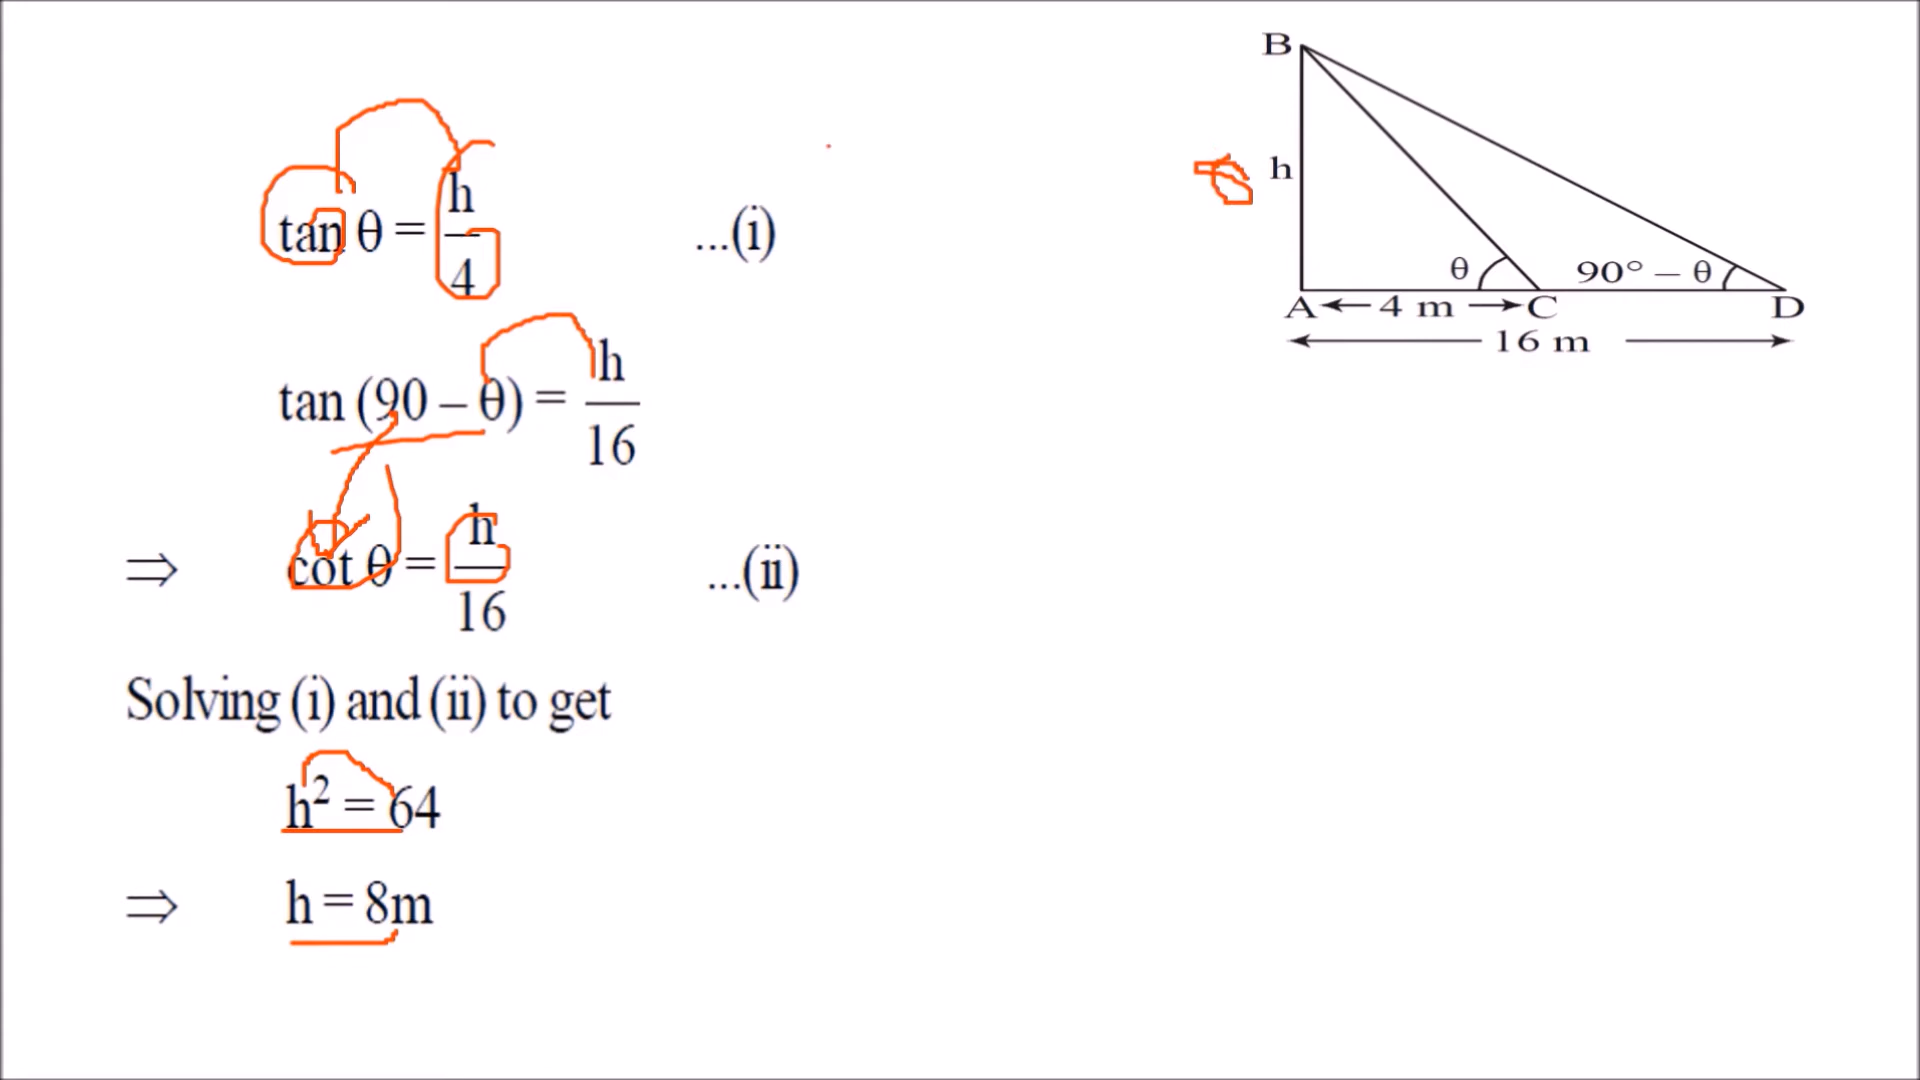 tan θ = h/4 ...(i)
tan (90 – θ) = h/16
⇒ cot θ = h/16 ...(ii)
Solving (i) and (ii) to get
h² = 64
⇒ h = 8m
B
h
θ 90° – θ
A 4 m C D
16 m